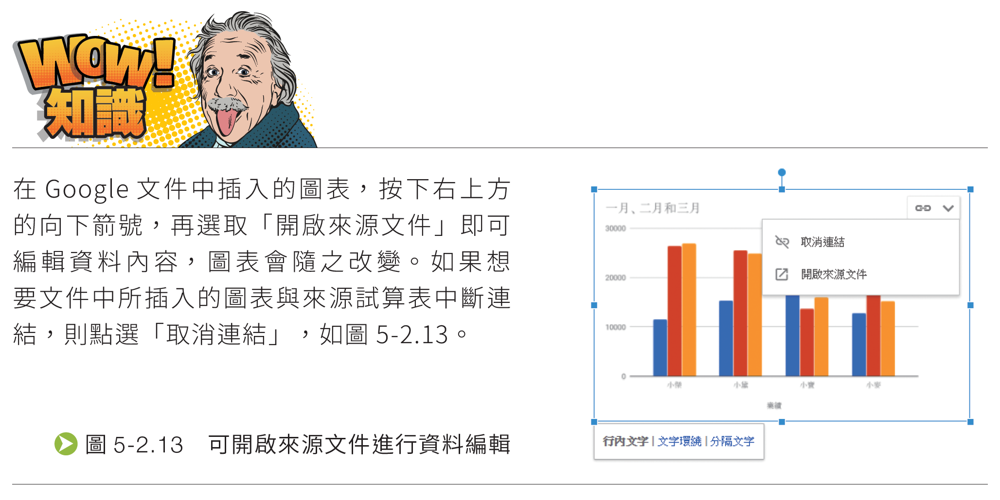 WOW!
知識
在 Google 文件中插入的圖表，按下右上方
的向下箭號，再選取「開啟來源文件」即可
編輯資料內容，圖表會隨之改變。如果想
要文件中所插入的圖表與來源試算表中斷連
結，則點選「取消連結」，如圖 5-2.13。
圖 5-2.13　可開啟來源文件進行資料編輯
一月、二月和三月
30000
20000
10000
0
取消連結
開啟來源文件
小傑
小黛
小寶
小麥
業績
行內文字 | 文字環繞 | 分隔文字